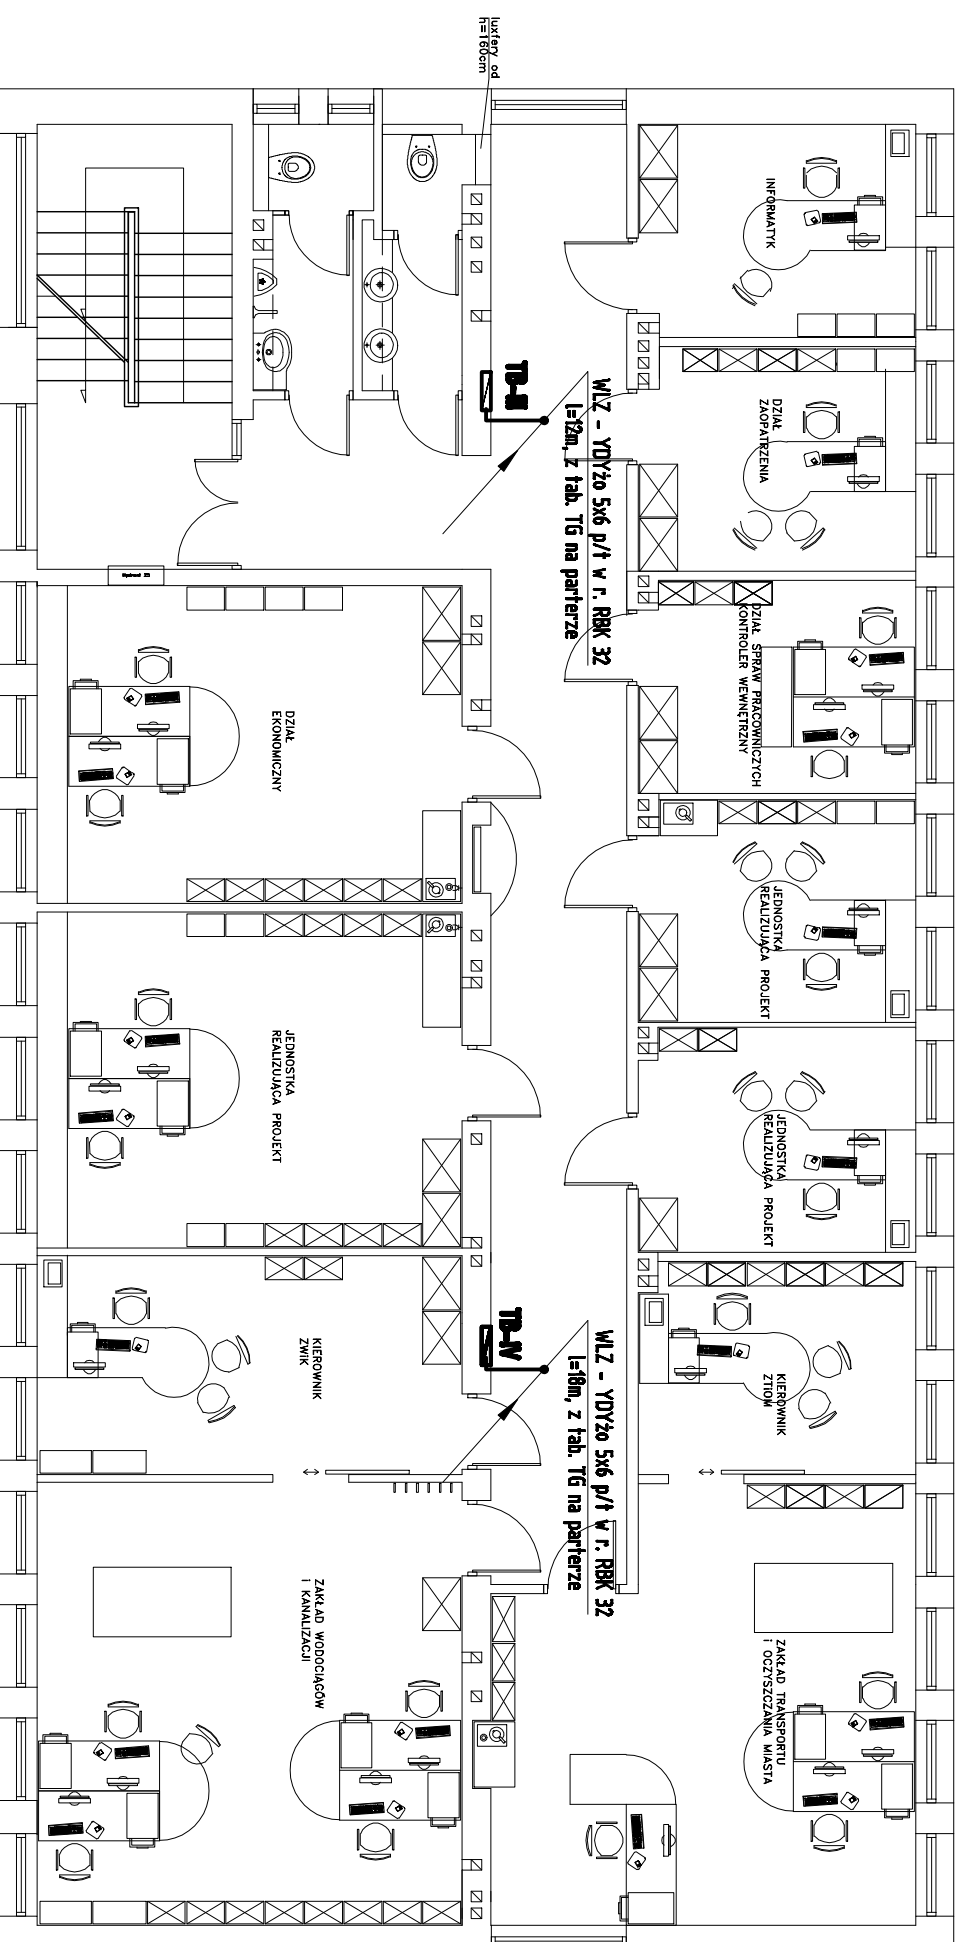 luxfery od
h=160cm
INFORMATYK
TB-III
WLZ - YDYżo 5x6 p/t w r. RBK 32
l=12m, z tab. TG na parterze
DZIAŁ
ZAOPATRZENIA
DZIAŁ SPRAW PRACOWNICZYCH
KONTROLER WEWNĘTRZNY
DZIAŁ
EKONOMICZNY
JEDNOSTKA
REALIZUJĄCA PROJEKT
JEDNOSTKA
REALIZUJĄCA PROJEKT
JEDNOSTKA
REALIZUJĄCA PROJEKT
TB-IV
WLZ - YDYżo 5x6 p/t w r. RBK 32
l=18m, z tab. TG na parterze
KIEROWNIK
ZWIK
KIEROWNIK
ZTIOM
ZAKŁAD WODOCIĄGÓW
I KANALIZACJI
ZAKŁAD TRANSPORTU
I OCZYSZCZANIA MIASTA